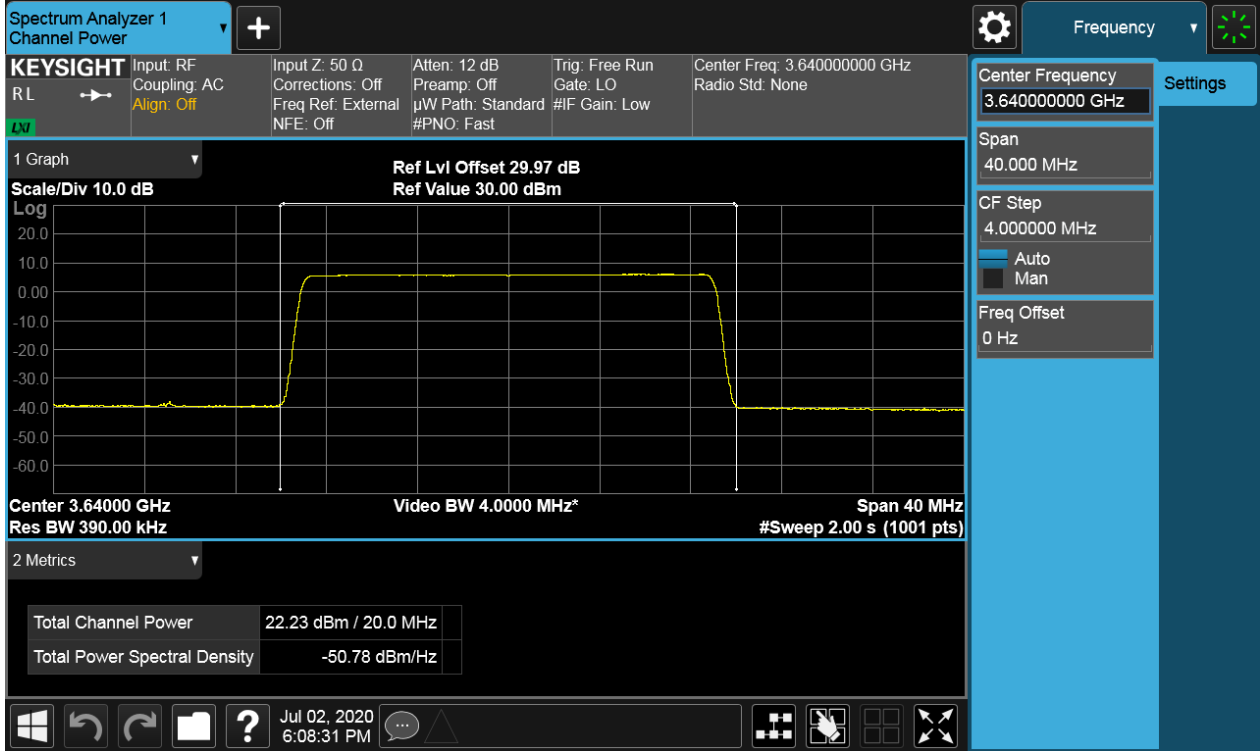 Spectrum Analyzer 1
Channel Power
Frequency
KEYSIGHT
R L
LXI
Input: RF
Coupling: AC
Align: Off
Input Z: 50 Ω
Corrections: Off
Freq Ref: External
NFE: Off
Atten: 12 dB
Preamp: Off
µW Path: Standard
#PNO: Fast
Trig: Free Run
Gate: LO
#IF Gain: Low
Center Freq: 3.640000000 GHz
Radio Std: None
Center Frequency
3.640000000 GHz
Settings
Span
40.000 MHz
CF Step
4.000000 MHz
Auto
Man
Freq Offset
0 Hz
1 Graph
Scale/Div 10.0 dB
Ref Lvl Offset 29.97 dB
Ref Value 30.00 dBm
Log
20.0
10.0
0.00
-10.0
-20.0
-30.0
-40.0
-50.0
-60.0
Center 3.64000 GHz
Res BW 390.00 kHz
Video BW 4.0000 MHz*
Span 40 MHz
#Sweep 2.00 s (1001 pts)
2 Metrics
Total Channel Power 22.23 dBm / 20.0 MHz
Total Power Spectral Density -50.78 dBm/Hz
?
Jul 02, 2020
6:08:31 PM